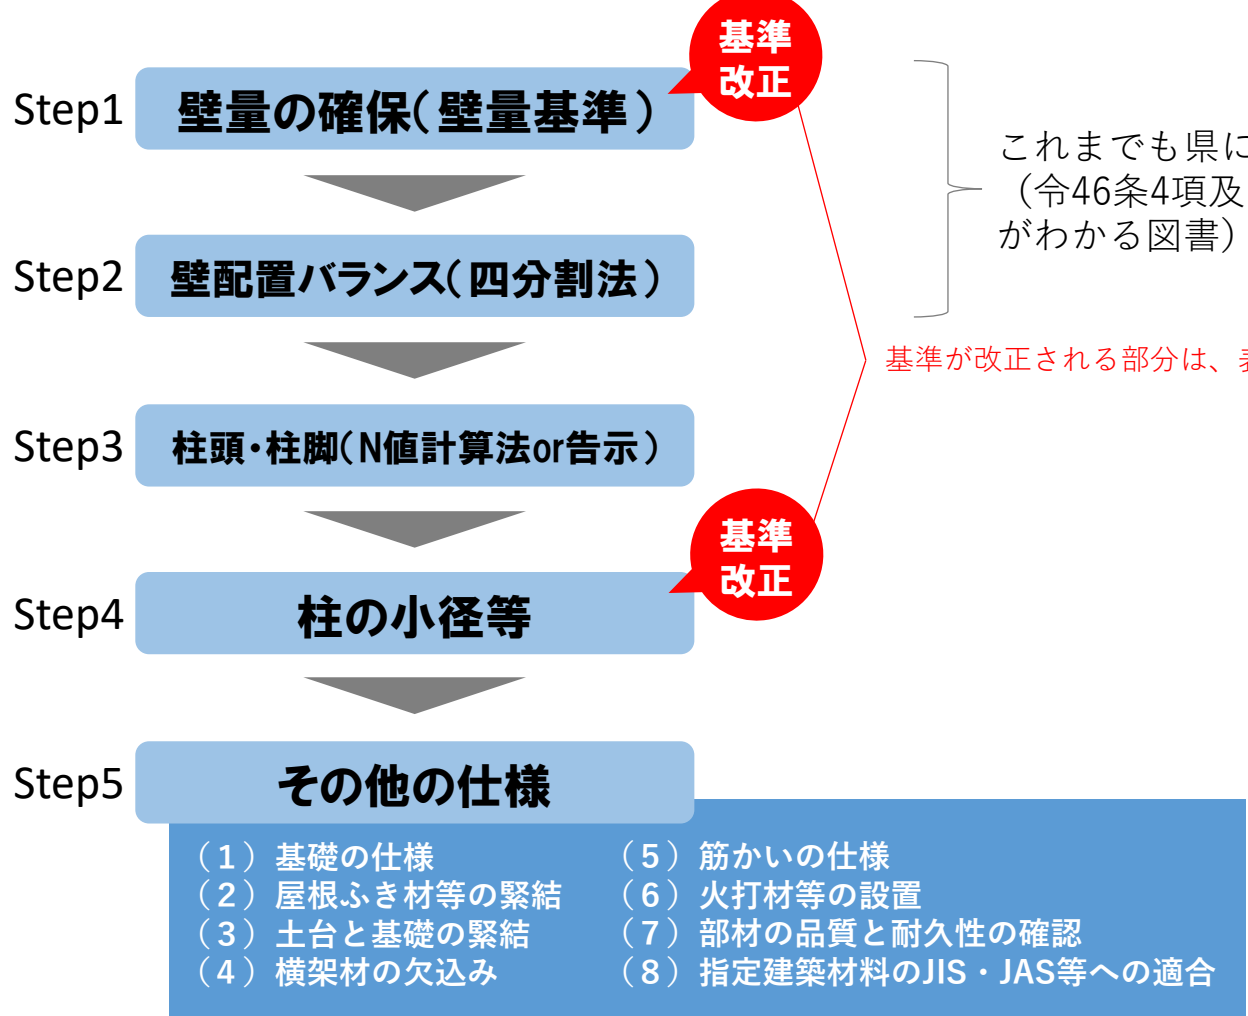 基準
改正
Step1
壁量の確保(壁量基準)
これまでも県に
（令46条4項及
がわかる図書）
Step2
壁配置バランス(四分割法)
基準が改正される部分は、
Step3
柱頭・柱脚(N値計算法or告示)
基準
改正
Step4
柱の小径等
Step5
その他の仕様
（1）基礎の仕様
（2）屋根ふき材等の緊結
（3）土台と基礎の緊結
（4）横架材の欠込み
（5）筋かいの仕様
（6）火打材等の設置
（7）部材の品質と耐久性の確認
（8）指定建築材料のJIS・JAS等への適合